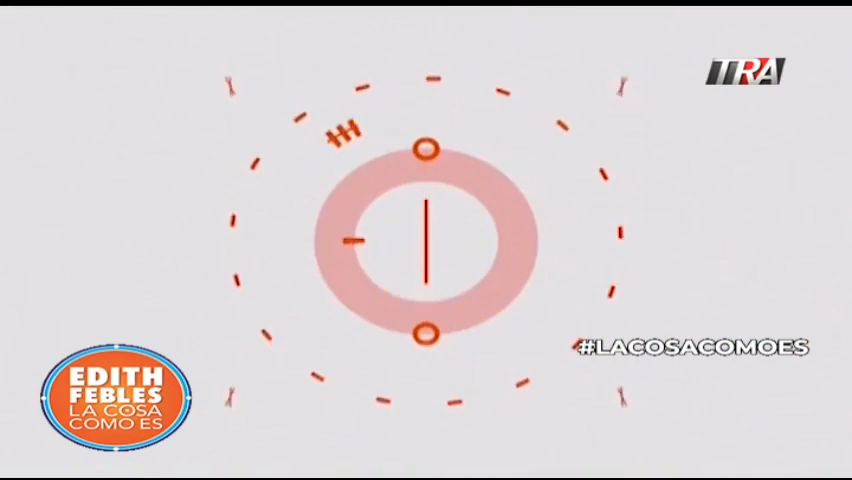 TRA
#LACOSACOMOES
EDITH
FEBLES
LA COSA
COMO ES